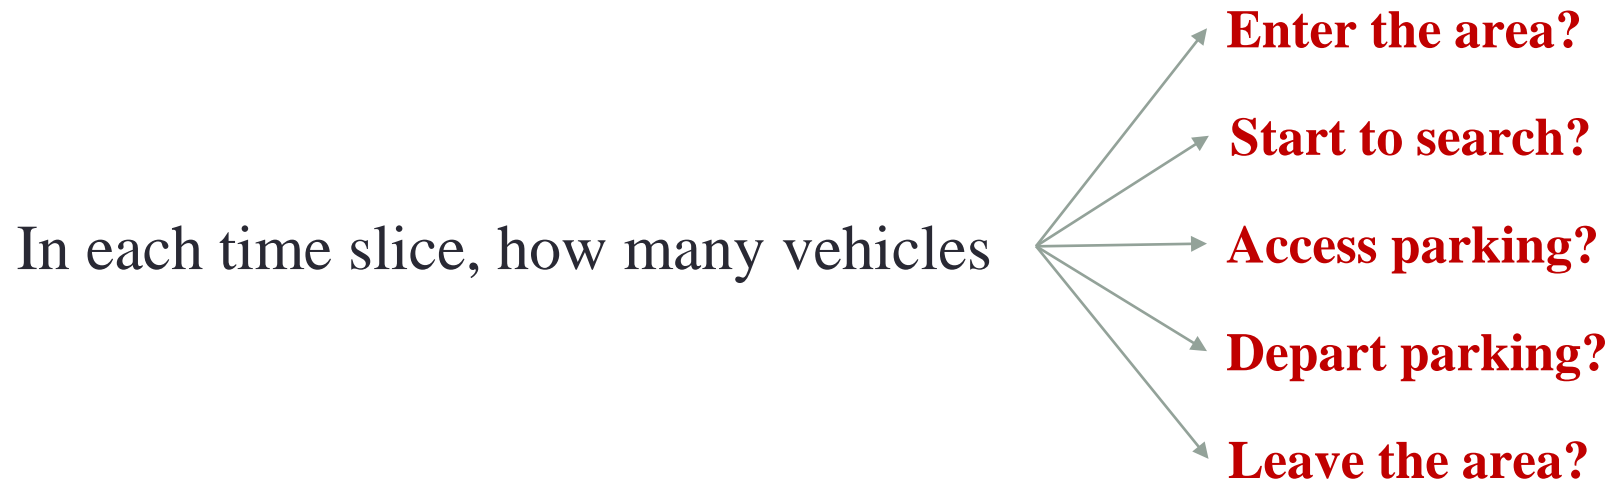 Enter the area?
Start to search?
In each time slice, how many vehicles
Access parking?
Depart parking?
Leave the area?